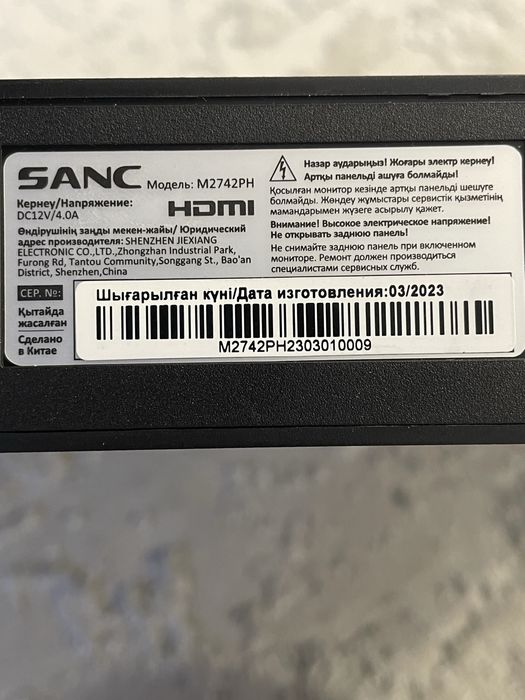 SANC Модель: M2742PH
Кернеу/Напряжение:
DC12V/4.0A
HDMI
Өндірушінің заңды мекен-жайы/ Юридический
адрес производителя: SHENZHEN JIEXIANG
ELECTRONIC CO.,LTD.,Zhongzhan Industrial Park,
Furong Rd, Tantou Community,Songgang St., Bao'an
District, Shenzhen,China
Назар аударыңыз! Жоғары электр кернеу!
Артқы панельді ашуға болмайды!
Қосылған монитор кезінде артқы панельді шешуге
болмайды. Жөндеу жұмыстары сервистік қызметінің
мамандарымен жүзеге асырылу қажет.
Внимание! Высокое электрическое напряжение!
Не открывать заднюю панель!
Не снимайте заднюю панель при включенном
мониторе. Ремонт должен производиться
специалистами сервисных служб.
СЕР. №:
Қытайда
жасалған
Сделано
в Китае
Шығарылған күні/Дата изготовления:03/2023
M2742PH2303010009